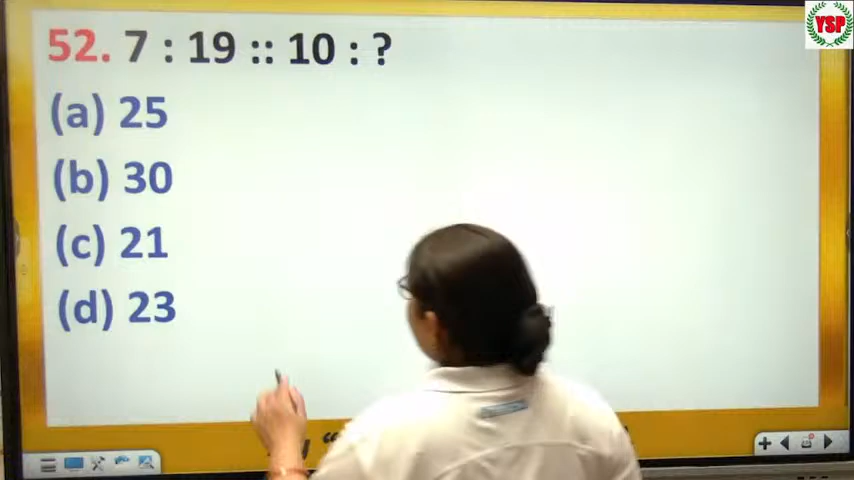 YSP
52. 7 : 19 :: 10 : ?
(a) 25
(b) 30
(c) 21
(d) 23